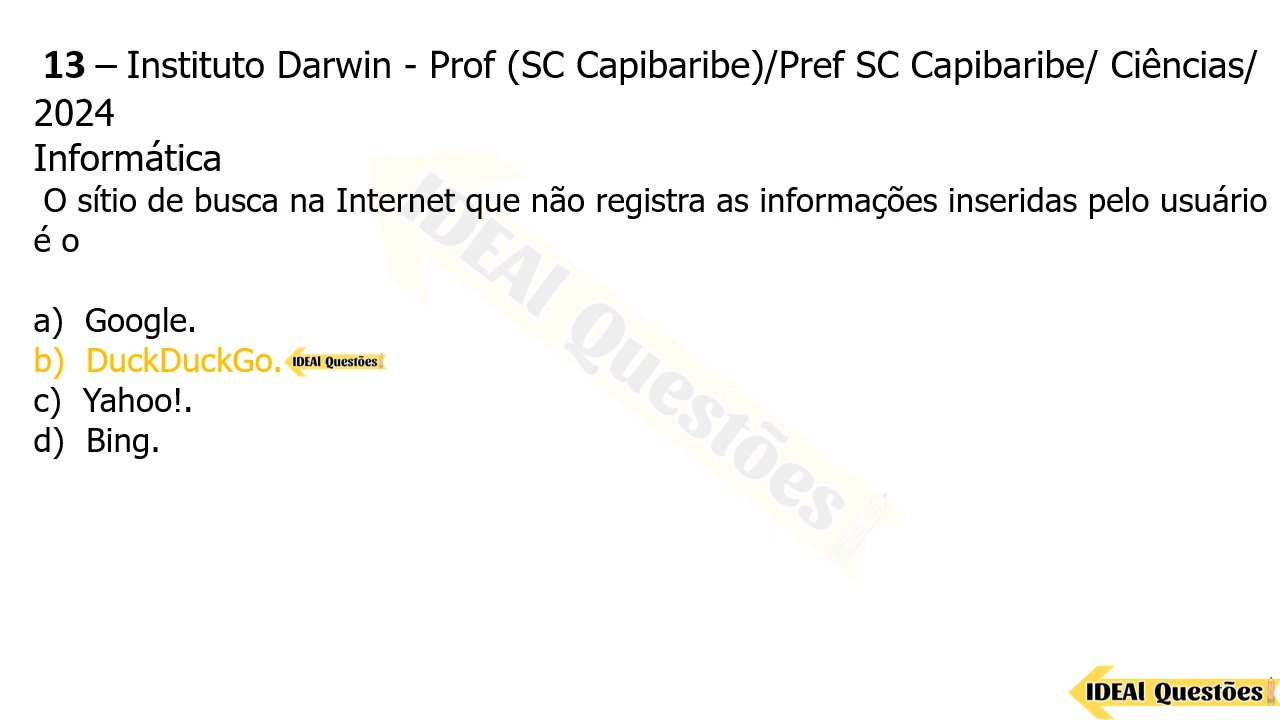 13 – Instituto Darwin - Prof (SC Capibaribe)/Pref SC Capibaribe/ Ciências/
2024
Informática
O sítio de busca na Internet que não registra as informações inseridas pelo usuário
é o
a) Google.
b) DuckDuckGo. IDEAl Questões
c) Yahoo!.
d) Bing.
IDEAl Questões
IDEAl Questões